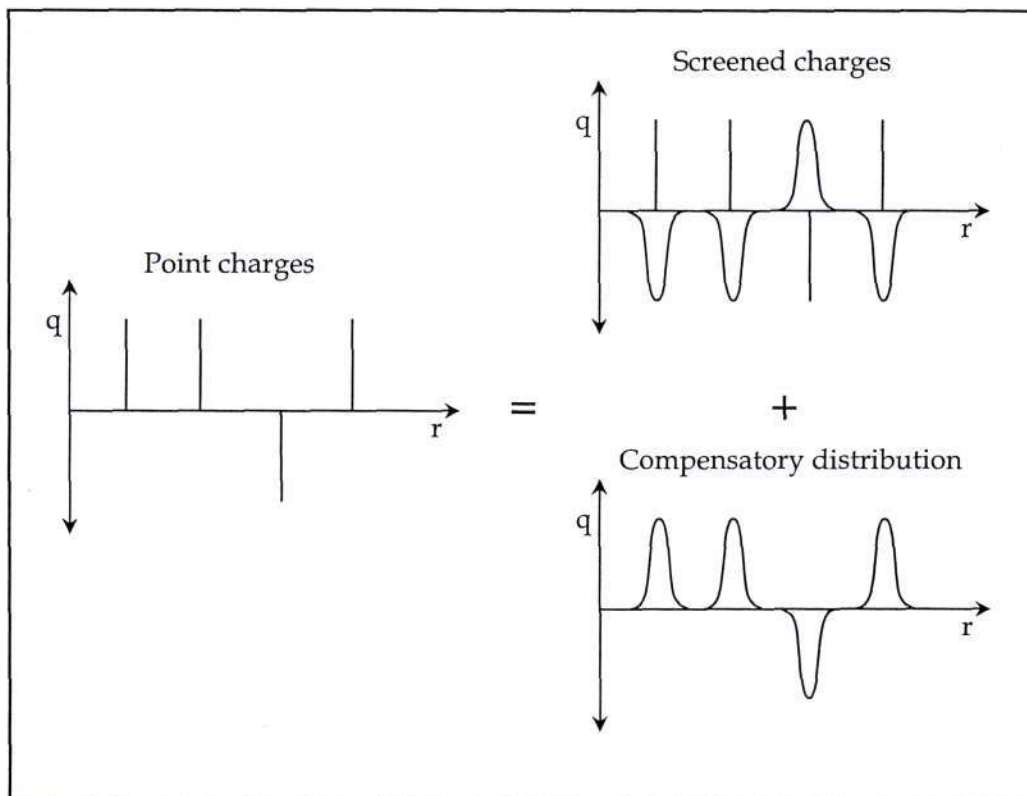 Screened charges
q
r
Point charges
q
r
=
+
Compensatory distribution
q
r